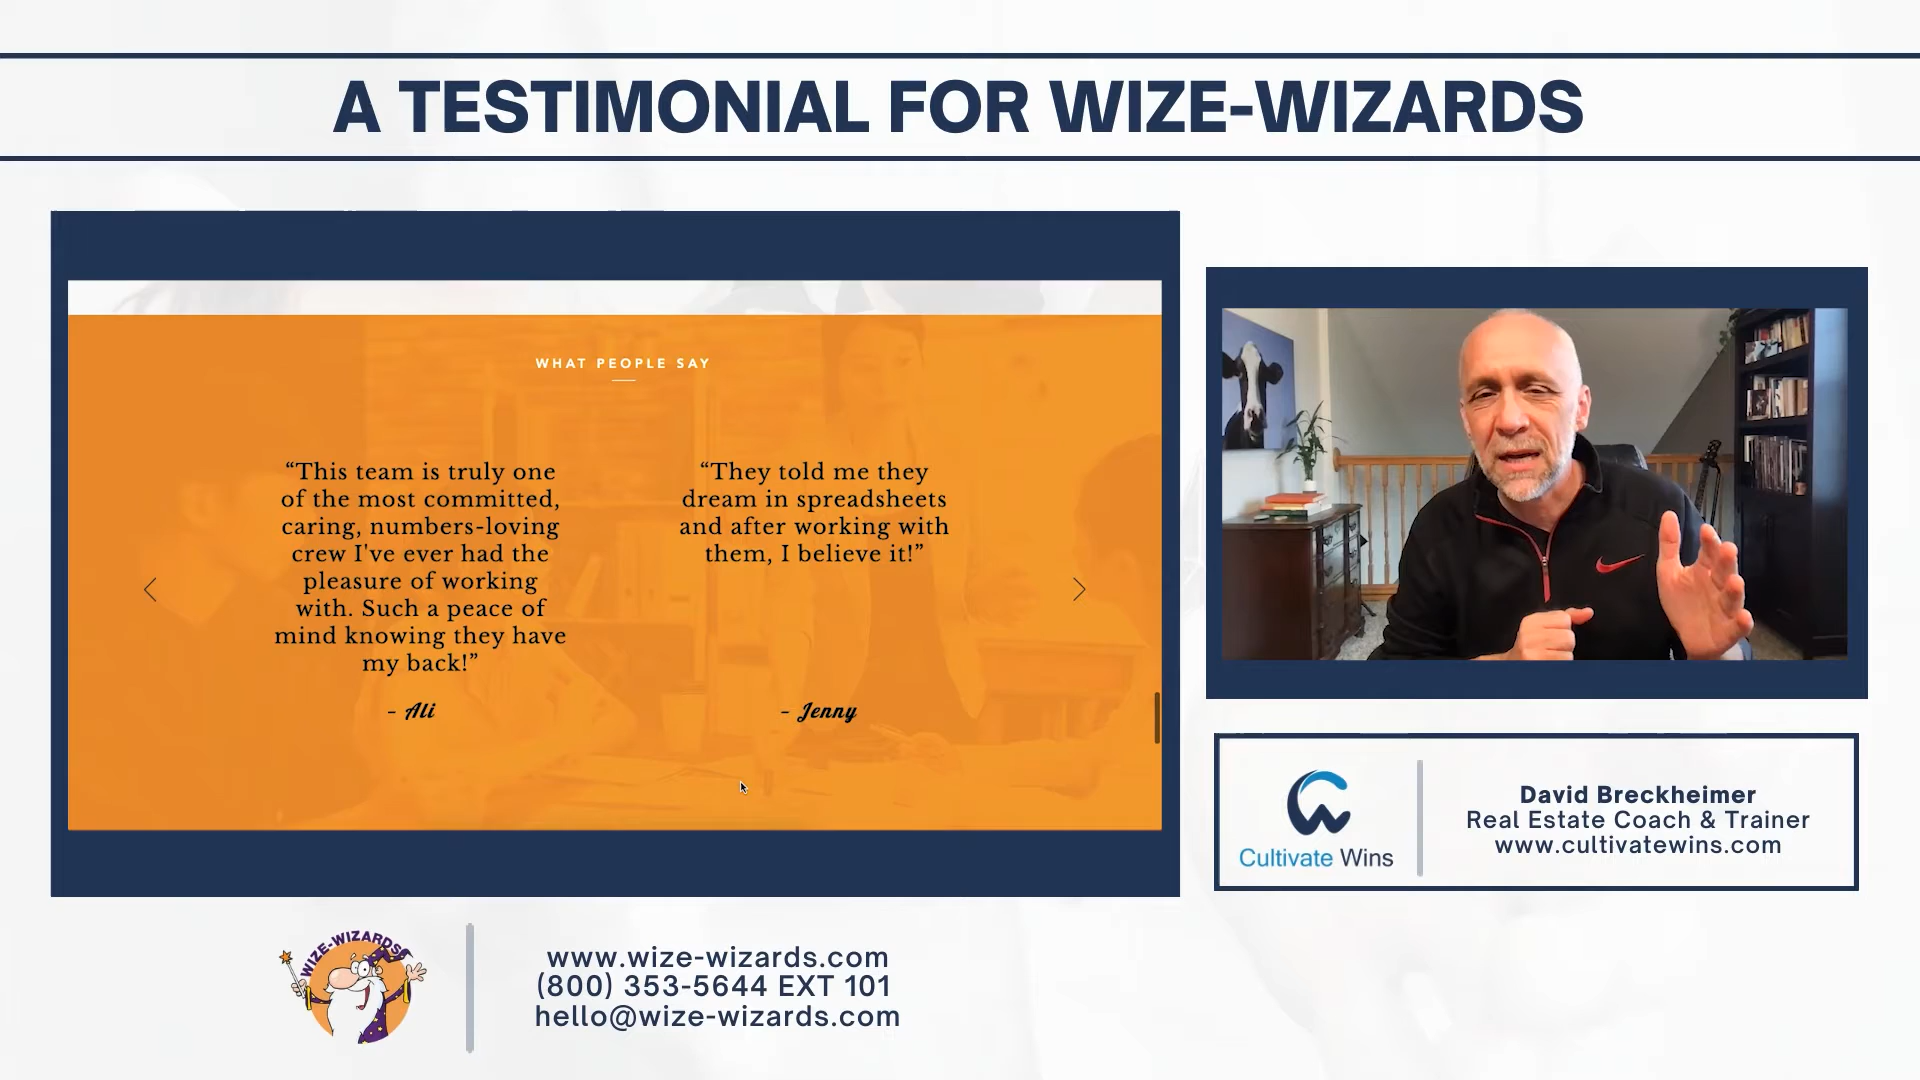 A TESTIMONIAL FOR WIZE-WIZARDS
WHAT PEOPLE SAY
“This team is truly one
of the most committed,
caring, numbers-loving
crew I've ever had the
pleasure of working
with. Such a peace of
mind knowing they have
my back!”
– Ali
“They told me they
dream in spreadsheets
and after working with
them, I believe it!”
– Jenny
Cultivate Wins
David Breckheimer
Real Estate Coach & Trainer
www.cultivatewins.com
WIZE-WIZARDS
www.wize-wizards.com
(800) 353-5644 EXT 101
hello@wize-wizards.com